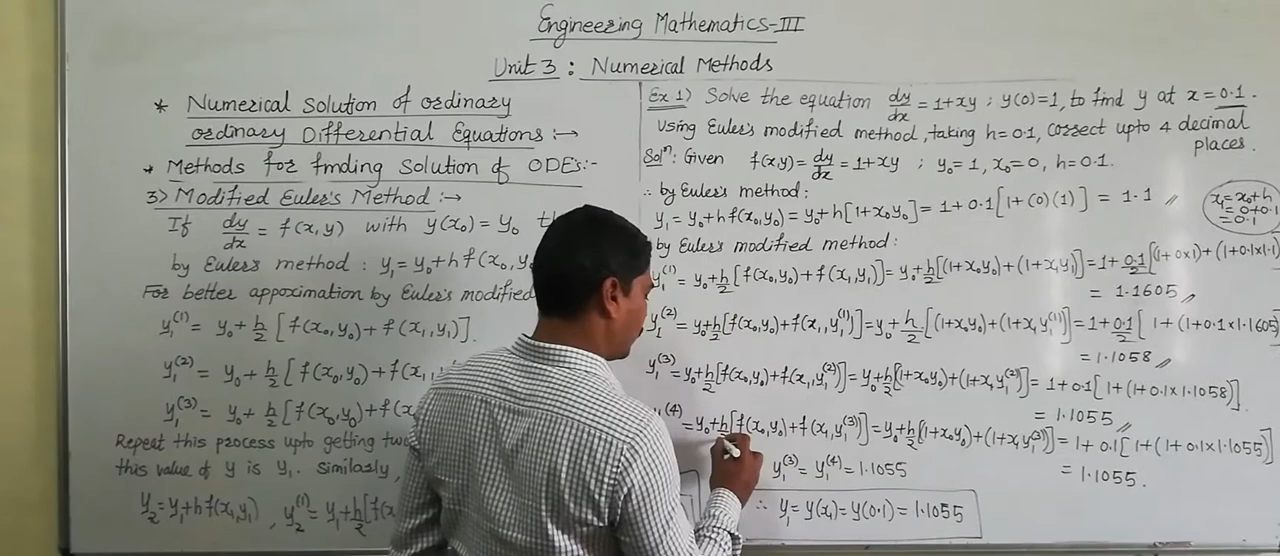 Engineering Mathematics-III
Unit 3 : Numerical Methods
* Numerical Solution of ordinary
ordinary Differential Equations :→
* Methods for finding Solution of ODEs:-
3) Modified Euler's Method :→
If dy/dx = f(x,y) with y(x₀) = y₀
by Euler's method : y₁ = y₀+h f(x₀, y₀
For better appoximation by Euler's modified
y₁⁽¹⁾ = y₀ + h/2 [ f(x₀,y₀) + f(x₁,y₁)].
y₁⁽²⁾ = y₀ + h/2 [ f(x₀,y₀) + f(x₁,
y₁⁽³⁾ = y₀ + h/2 [ f(x₀,y₀) + f(x
Repeat this process upto getting two
this value of y is y₁. Similarly,
y₂ = y₁+h f(x₁,y₁) , y₂⁽¹⁾ = y₁+h/2[f(x
Ex 1) Solve the equation dy/dx = 1+xy ; y(0)=1, to find y at x = 0.1.
Using Euler's modified method, taking h=0.1, correct upto 4 decimal
places.
Solⁿ: Given f(x,y) = dy/dx = 1+xy ; y₀ = 1, x₀=0, h=0.1.
∴ by Euler's method:
y₁ = y₀+h f(x₀,y₀) = y₀+h[1+x₀y₀] = 1+0.1[1+(0)(1)] = 1.1 //
x₁=x₀+h
=0+0.1
=0.1
by Euler's modified method:
y₁⁽¹⁾ = y₀+h/2[f(x₀,y₀) + f(x₁,y₁)] = y₀+h/2[(1+x₀y₀)+(1+x₁y₁)] = 1+0.1/2[(1+0×1)+(1+0.1×1.1)
= 1.1605 //
y₁⁽²⁾ = y₀+h/2[f(x₀,y₀)+f(x₁,y₁⁽¹⁾)] = y₀+h/2.[(1+x₀y₀)+(1+x₁y₁⁽¹⁾)] = 1+0.1/2[ 1+(1+0.1×1.1605)
= 1.1058 //
y₁⁽³⁾ = y₀+h/2[f(x₀,y₀)+f(x₁,y₁⁽²⁾)] = y₀+h/2[(1+x₀y₀)+(1+x₁y₁⁽²⁾)] = 1+0.1[1+(1+0.1×1.1058)]
= 1.1055 //
⁽⁴⁾ = y₀+h/2[f(x₀,y₀)+f(x₁,y₁⁽³⁾)] = y₀+h/2[(1+x₀y₀)+(1+x₁y₁⁽³⁾)] = 1+0.1[1+(1+0.1×1.1055)]
= 1.1055.
y₁⁽³⁾ = y₁⁽⁴⁾ = 1.1055
∴ y₁ = y(x₁) = y(0.1) = 1.1055